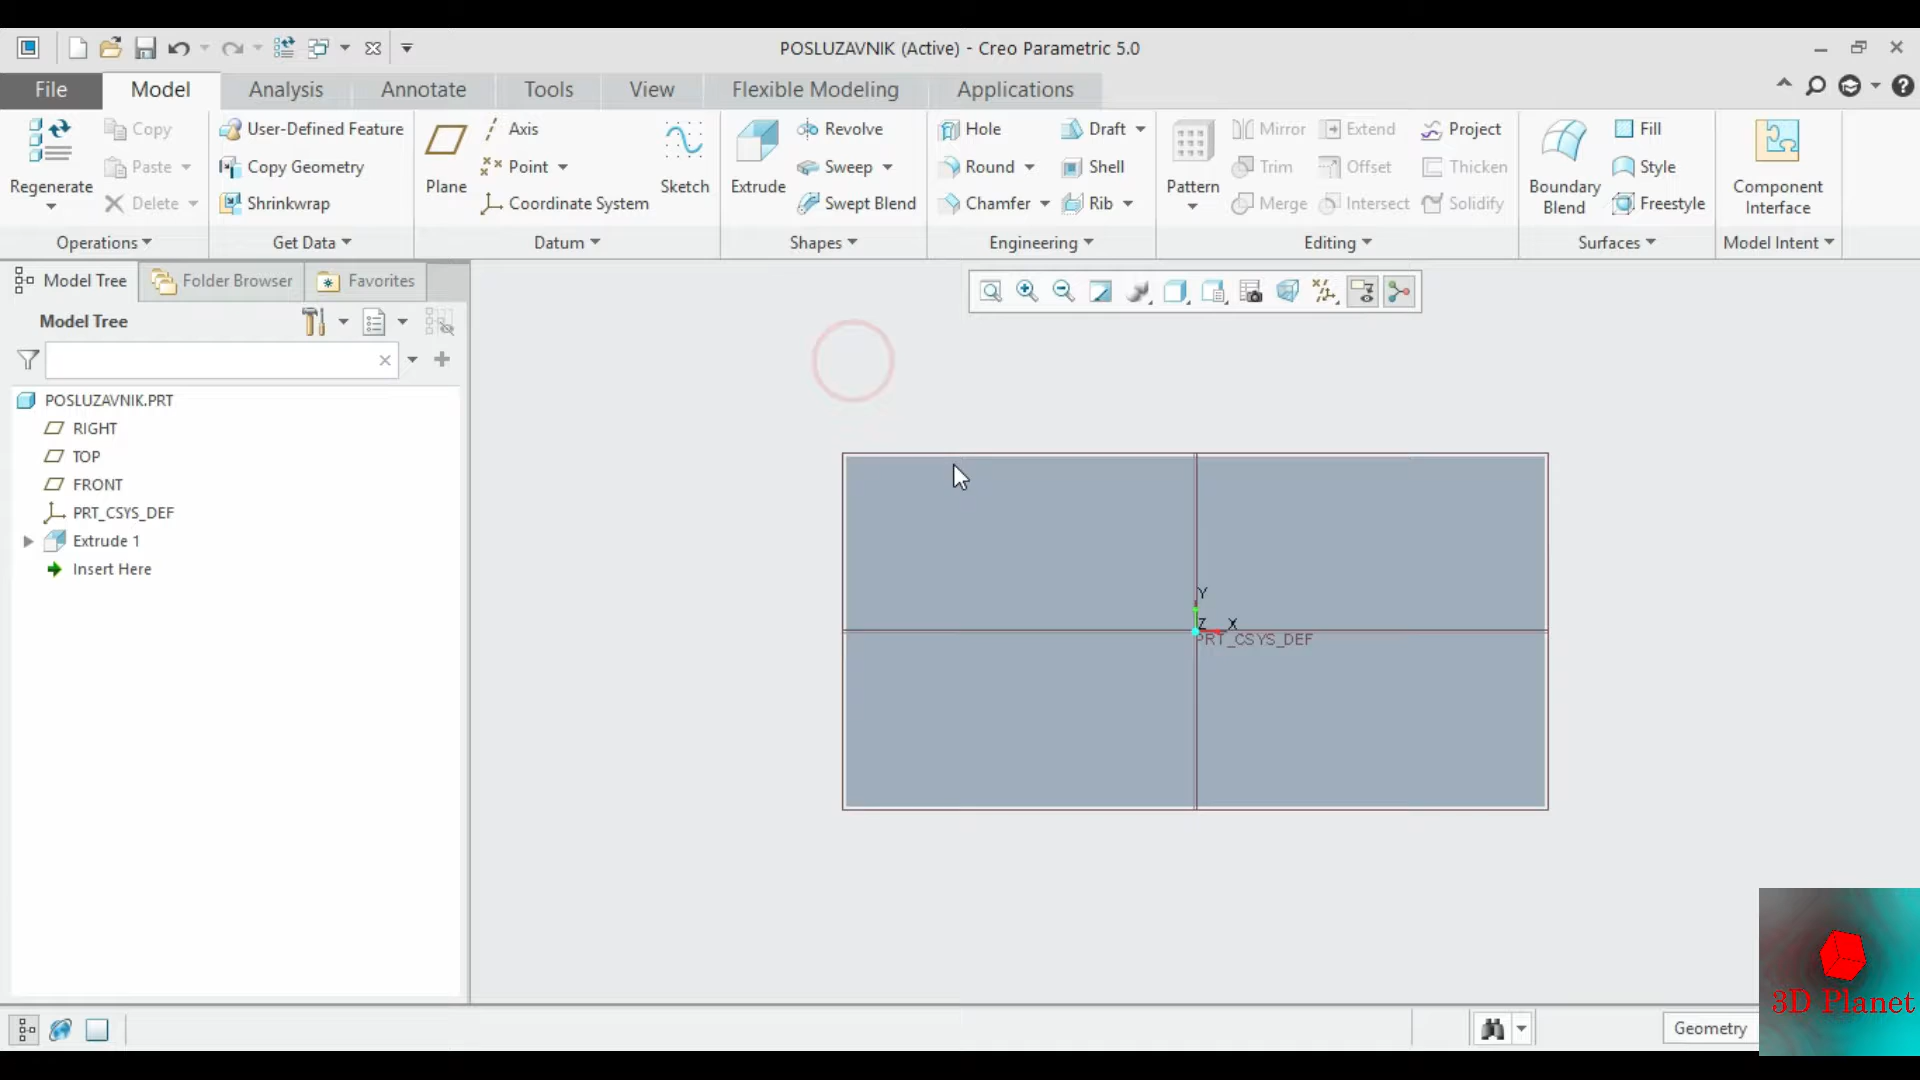 POSLUZAVNIK (Active) - Creo Parametric 5.0
File Model Analysis Annotate Tools View Flexible Modeling Applications
Regenerate
Copy
Paste
Delete
Operations
User-Defined Feature
Copy Geometry
Shrinkwrap
Get Data
Plane
Axis
Point
Coordinate System
Sketch
Datum
Extrude
Revolve
Sweep
Swept Blend
Shapes
Hole
Round
Chamfer
Draft
Shell
Rib
Engineering
Pattern
Mirror
Trim
Merge
Extend
Offset
Intersect
Project
Thicken
Solidify
Editing
Boundary
Blend
Fill
Style
Freestyle
Surfaces
Component
Interface
Model Intent
Model Tree
Folder Browser
Favorites
Model Tree
POSLUZAVNIK.PRT
RIGHT
TOP
FRONT
PRT_CSYS_DEF
Extrude 1
Insert Here
Y
Z X
PRT_CSYS_DEF
Geometry
3D Planet